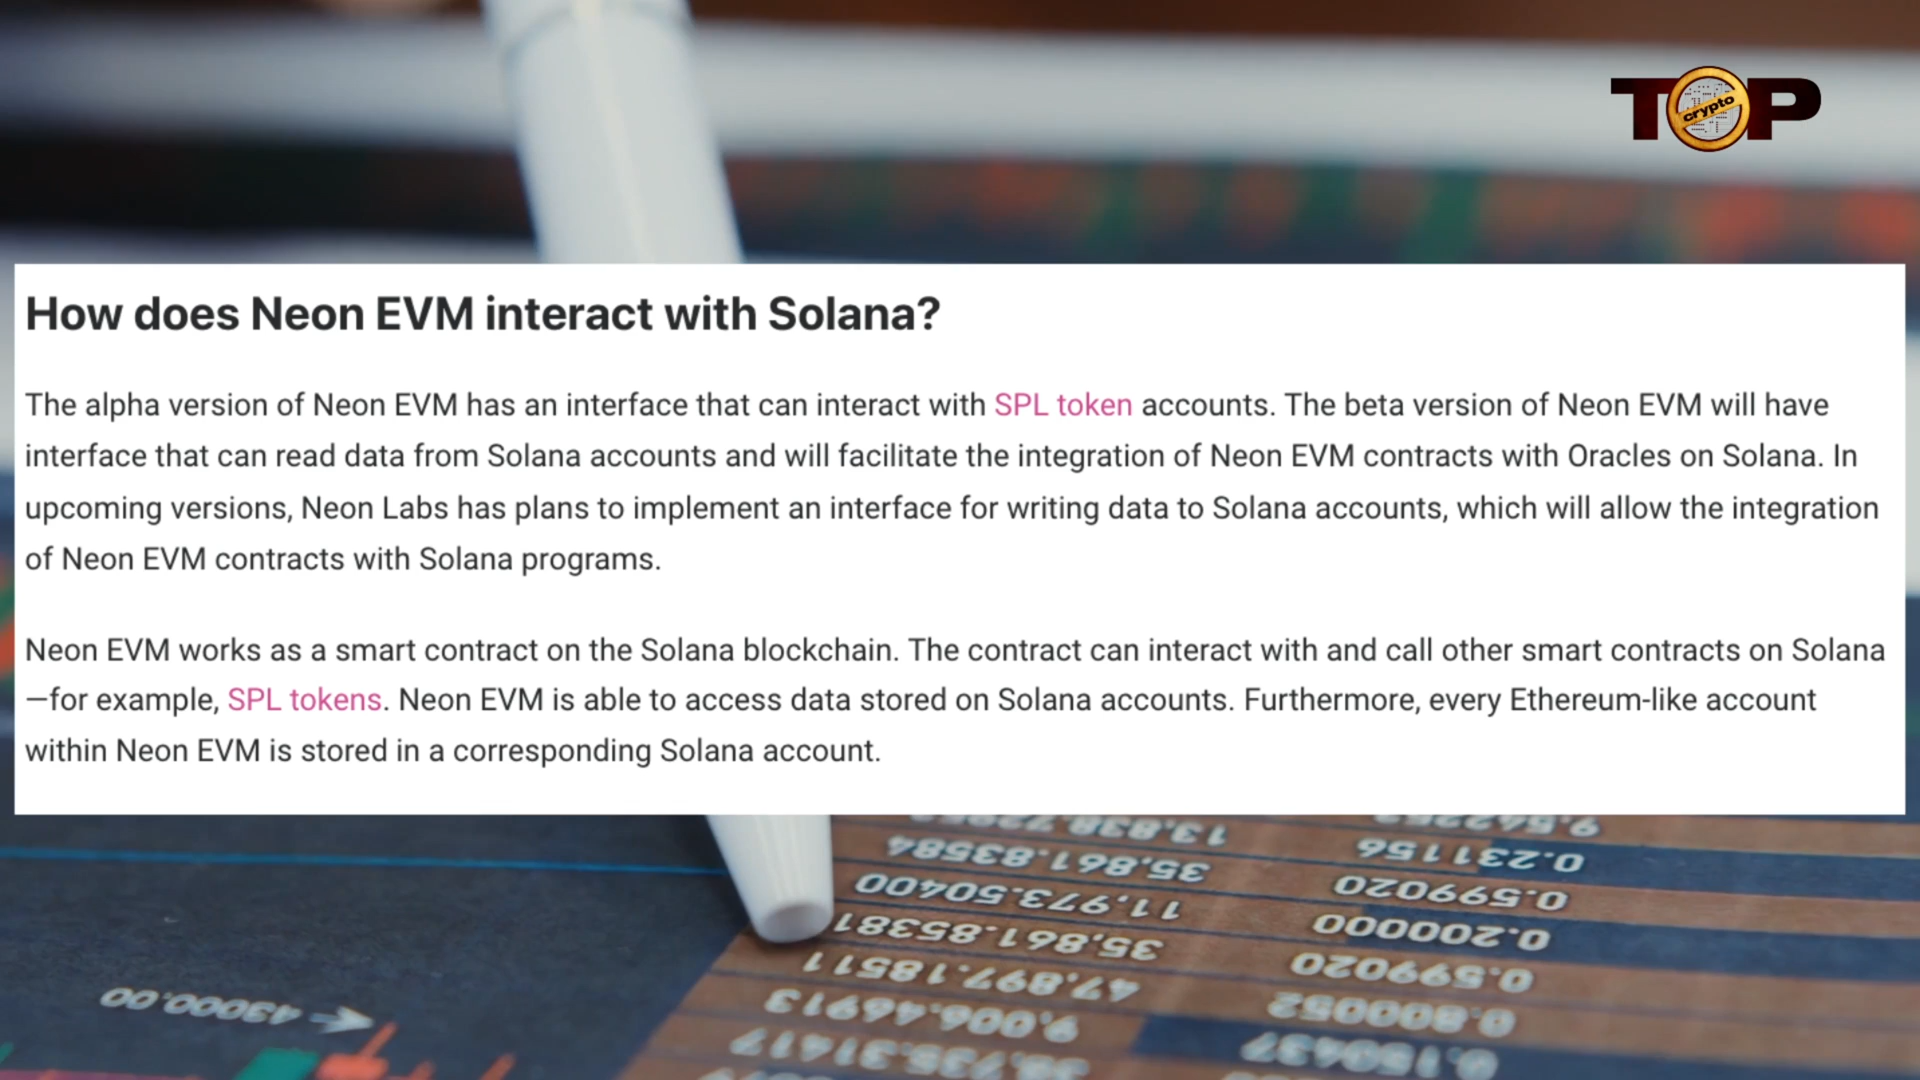 TOP
crypto
How does Neon EVM interact with Solana?
The alpha version of Neon EVM has an interface that can interact with SPL token accounts. The beta version of Neon EVM will have
interface that can read data from Solana accounts and will facilitate the integration of Neon EVM contracts with Oracles on Solana. In
upcoming versions, Neon Labs has plans to implement an interface for writing data to Solana accounts, which will allow the integration
of Neon EVM contracts with Solana programs.
Neon EVM works as a smart contract on the Solana blockchain. The contract can interact with and call other smart contracts on Solana
—for example, SPL tokens. Neon EVM is able to access data stored on Solana accounts. Furthermore, every Ethereum-like account
within Neon EVM is stored in a corresponding Solana account.
35,861.83584 0.231156
11,973.50400 0.599020
35,861.85381 0.200000
47,897.18511 0.599020
9,006.46913 0.800052
0.150437
43000.00